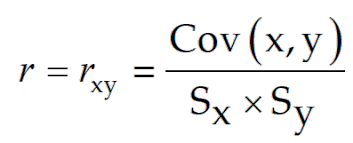 r = r_xy = Cov(x,y) / (S_x × S_y)